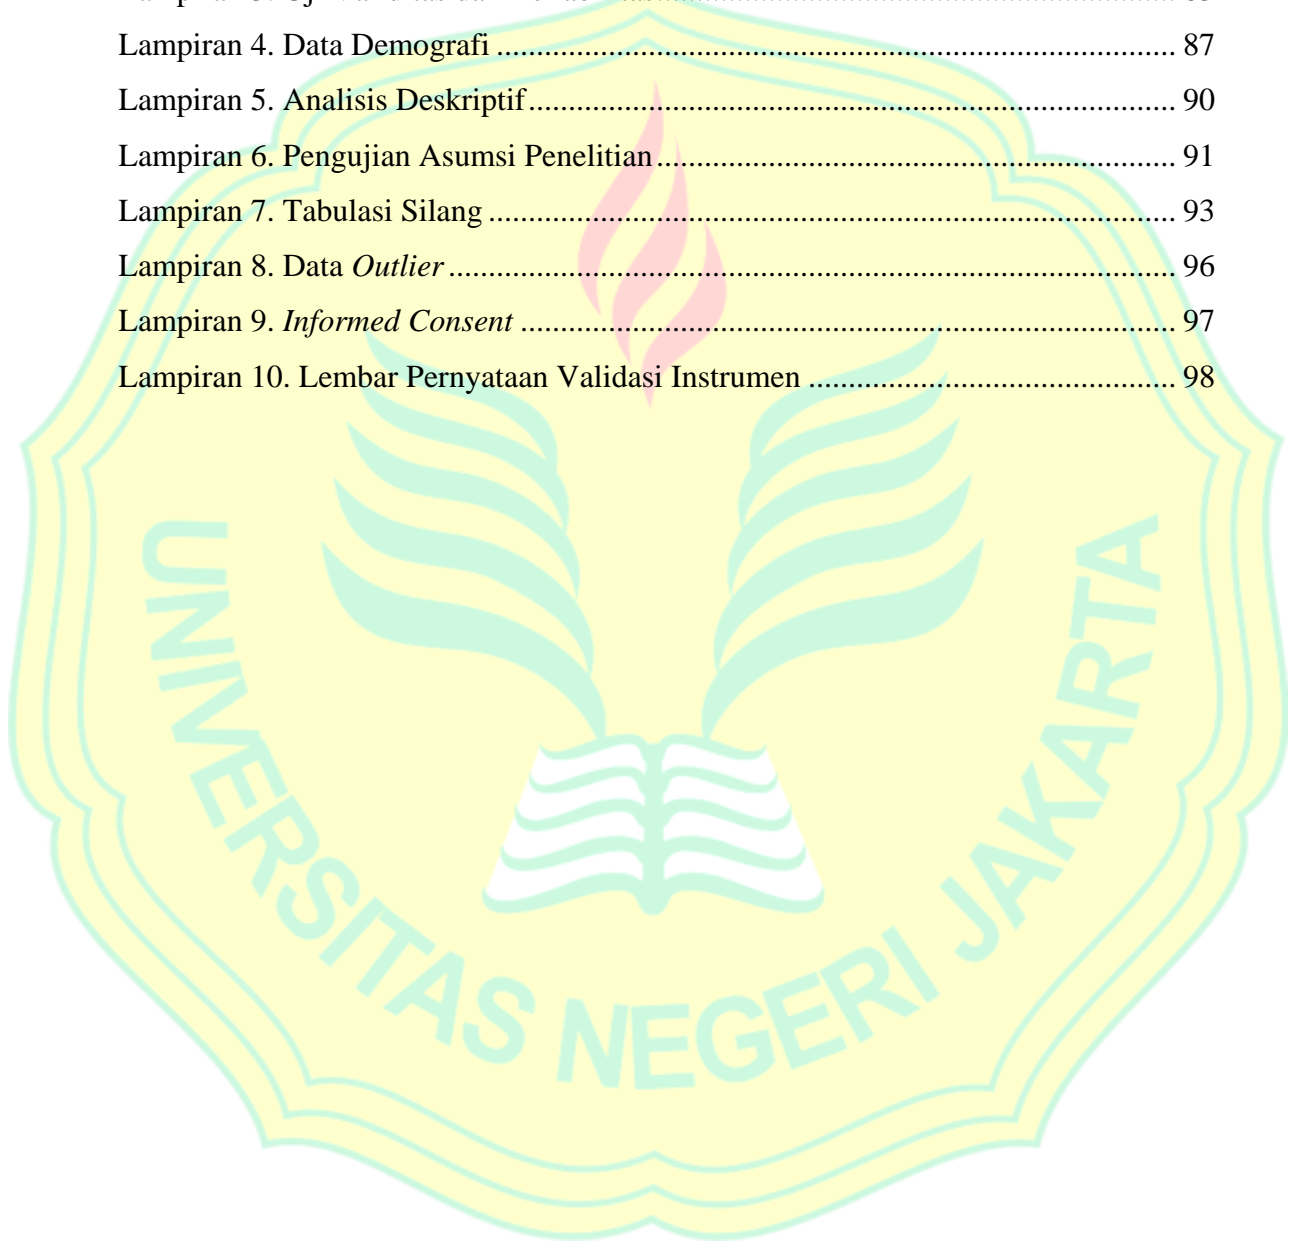 Lampiran 4. Data Demografi ........................................................................................ 87
Lampiran 5. Analisis Deskriptif.................................................................................... 90
Lampiran 6. Pengujian Asumsi Penelitian.................................................................... 91
Lampiran 7. Tabulasi Silang ......................................................................................... 93
Lampiran 8. Data Outlier .............................................................................................. 96
Lampiran 9. Informed Consent ..................................................................................... 97
Lampiran 10. Lembar Pernyataan Validasi Instrumen ................................................ 98
UNIVERSITAS NEGERI JAKARTA